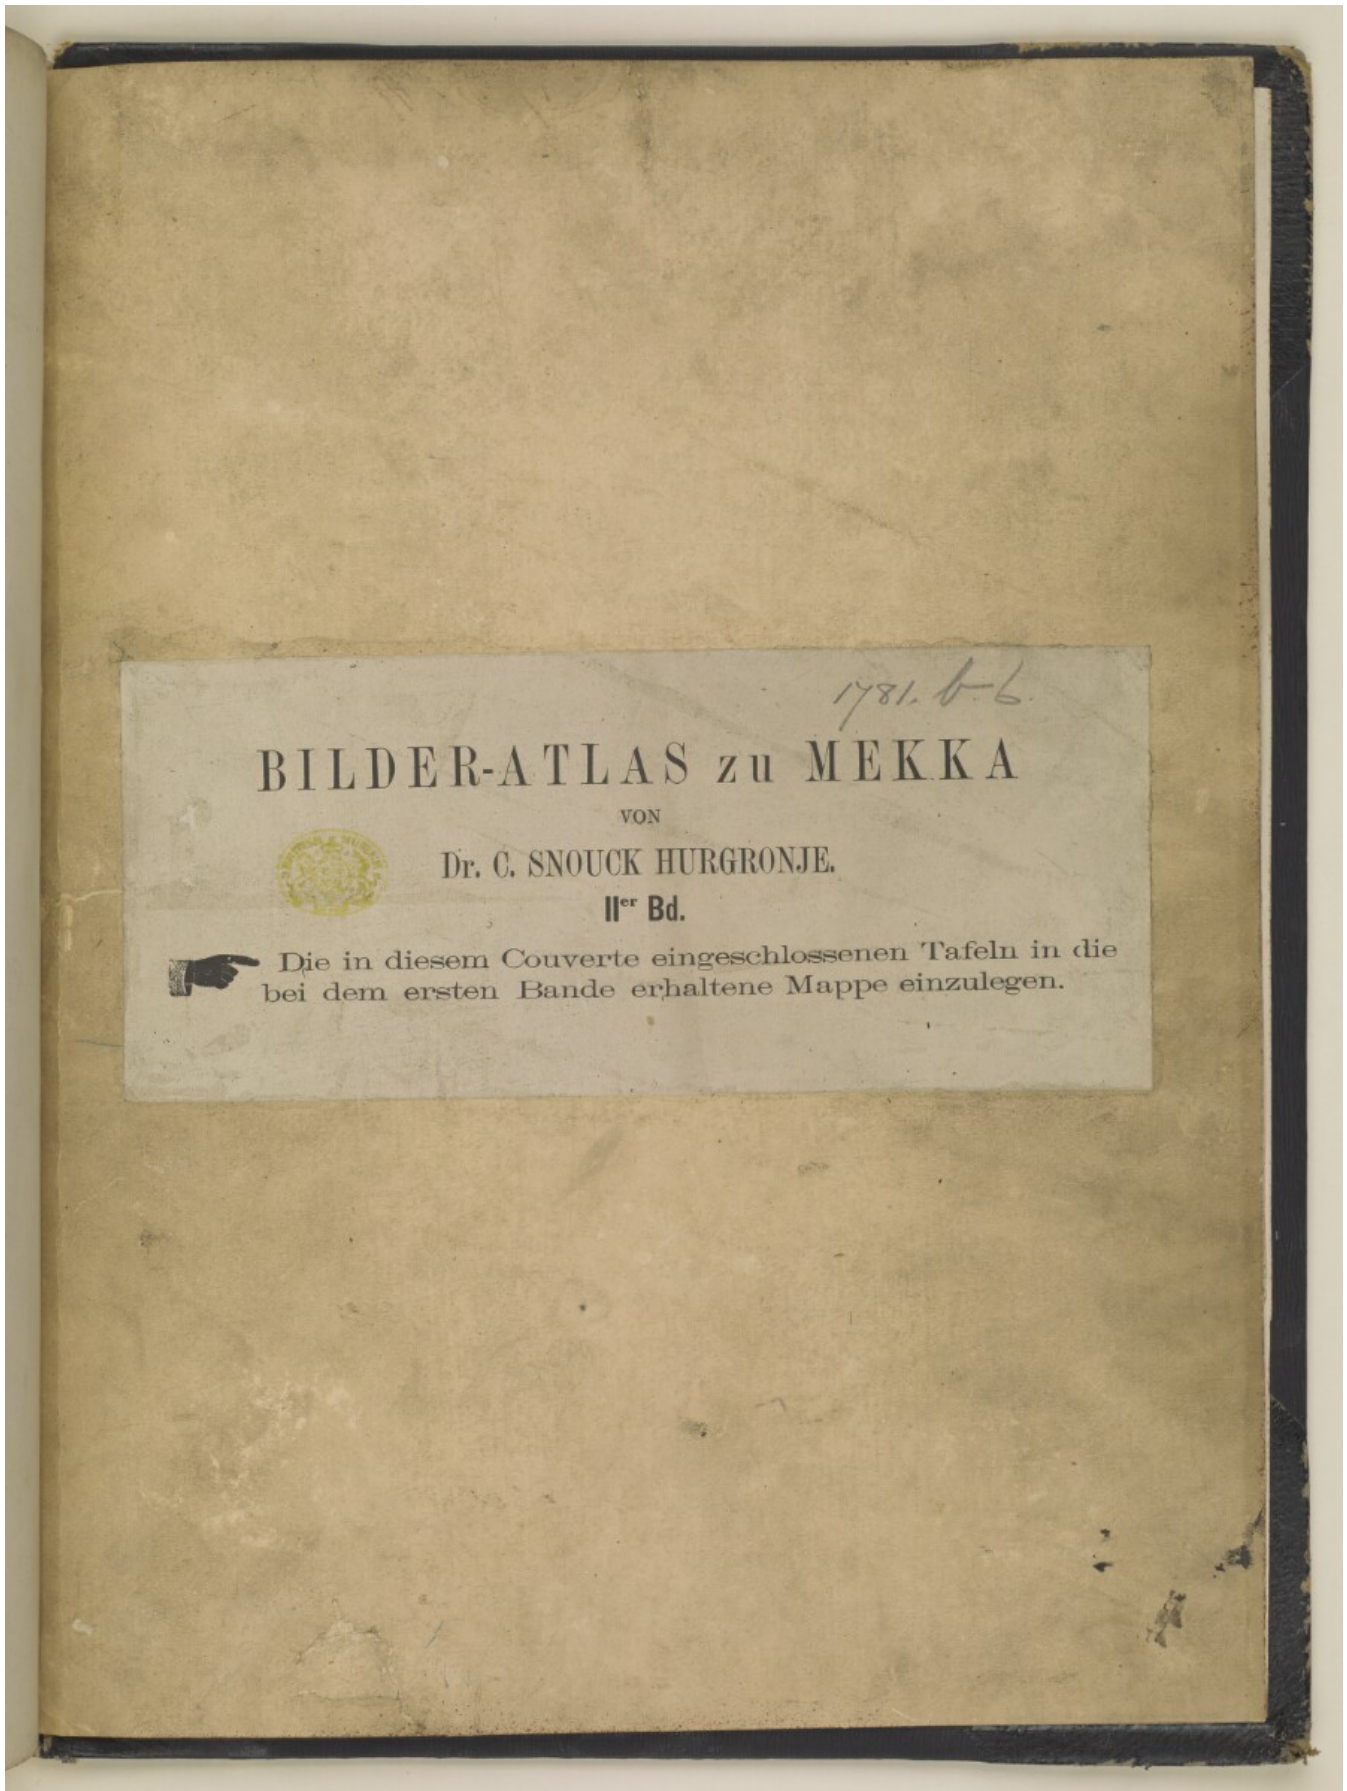 1781. b. 6.
BILDER-ATLAS zu MEKKA
VON
Dr. C. SNOUCK HURGRONJE.
IIer Bd.
Die in diesem Couverte eingeschlossenen Tafeln in die
bei dem ersten Bande erhaltene Mappe einzulegen.